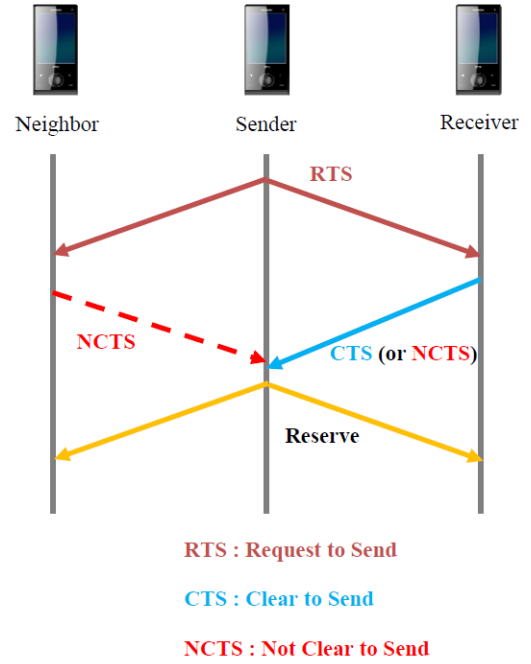 Neighbor Sender Receiver
RTS
NCTS
CTS (or NCTS)
Reserve
RTS : Request to Send
CTS : Clear to Send
NCTS : Not Clear to Send